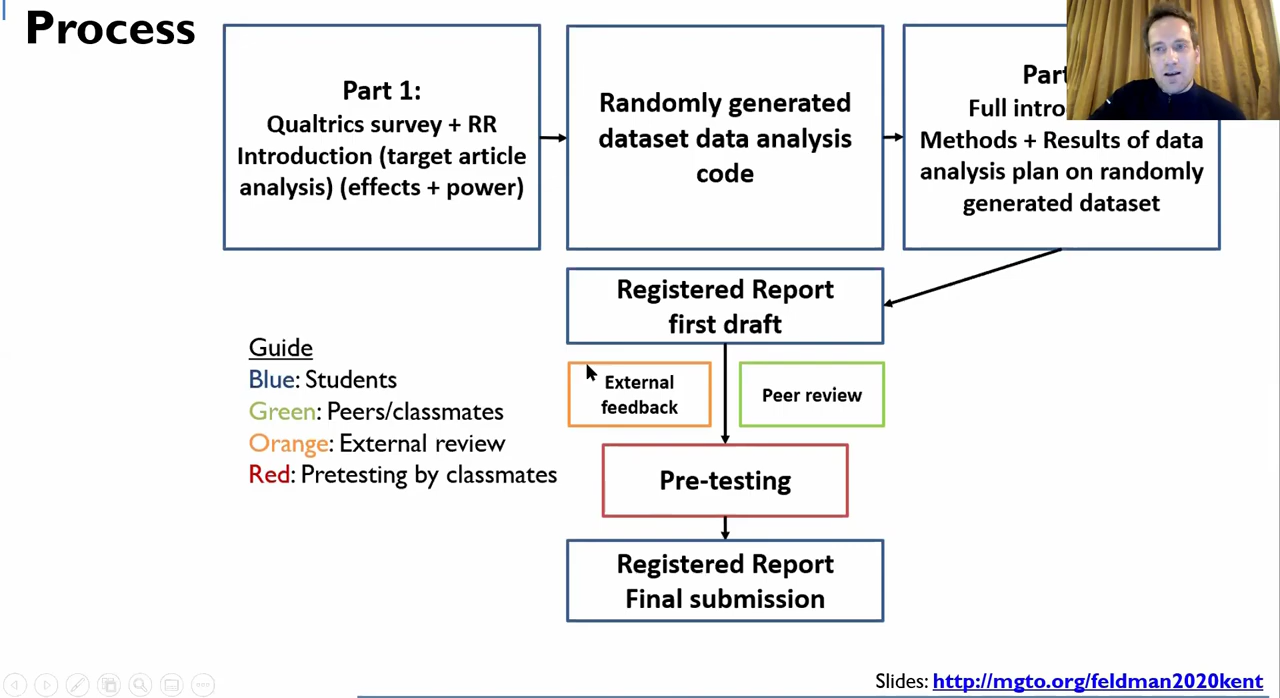 Process
Part 1:
Qualtrics survey + RR
Introduction (target article
analysis) (effects + power)
Randomly generated
dataset data analysis
code
Part
Full intro
Methods + Results of data
analysis plan on randomly
generated dataset
Registered Report
first draft
External
feedback
Peer review
Guide
Blue: Students
Green: Peers/classmates
Orange: External review
Red: Pretesting by classmates
Pre-testing
Registered Report
Final submission
Slides: http://mgto.org/feldman2020kent